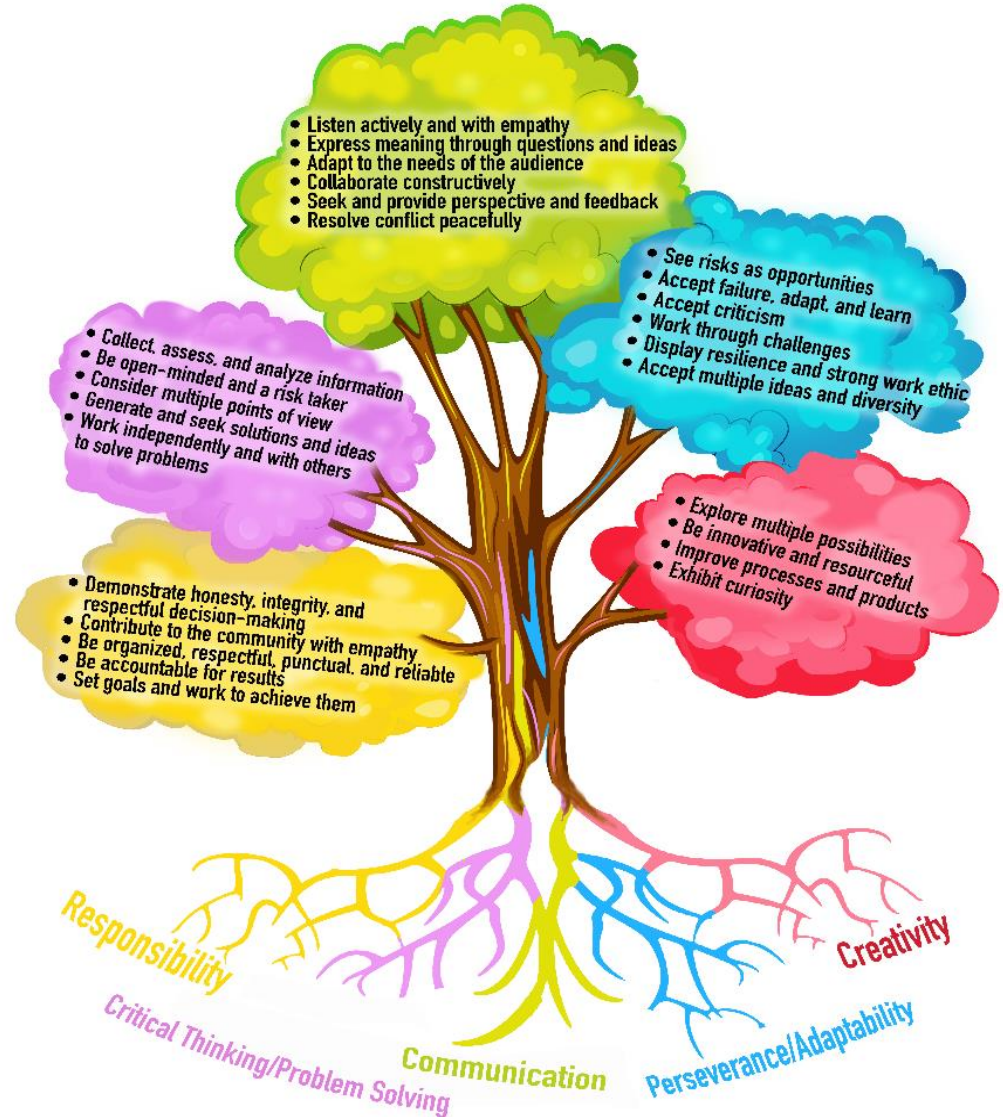 • Listen actively and with empathy
• Express meaning through questions and ideas
• Adapt to the needs of the audience
• Collaborate constructively
• Seek and provide perspective and feedback
• Resolve conflict peacefully
• See risks as opportunities
• Accept failure, adapt, and learn
• Accept criticism
• Work through challenges
• Display resilience and strong work ethic
• Accept multiple ideas and diversity
• Collect, assess, and analyze information
• Be open-minded and a risk taker
• Consider multiple points of view
• Generate and seek solutions and ideas
• Work independently and with others
to solve problems
• Explore multiple possibilities
• Be innovative and resourceful
• Improve processes and products
• Exhibit curiosity
• Demonstrate honesty, integrity, and
respectful decision-making
• Contribute to the community with empathy
• Be organized, respectful, punctual, and reliable
• Be accountable for results
• Set goals and work to achieve them
Responsibility
Critical Thinking/Problem Solving
Communication
Perseverance/Adaptability
Creativity